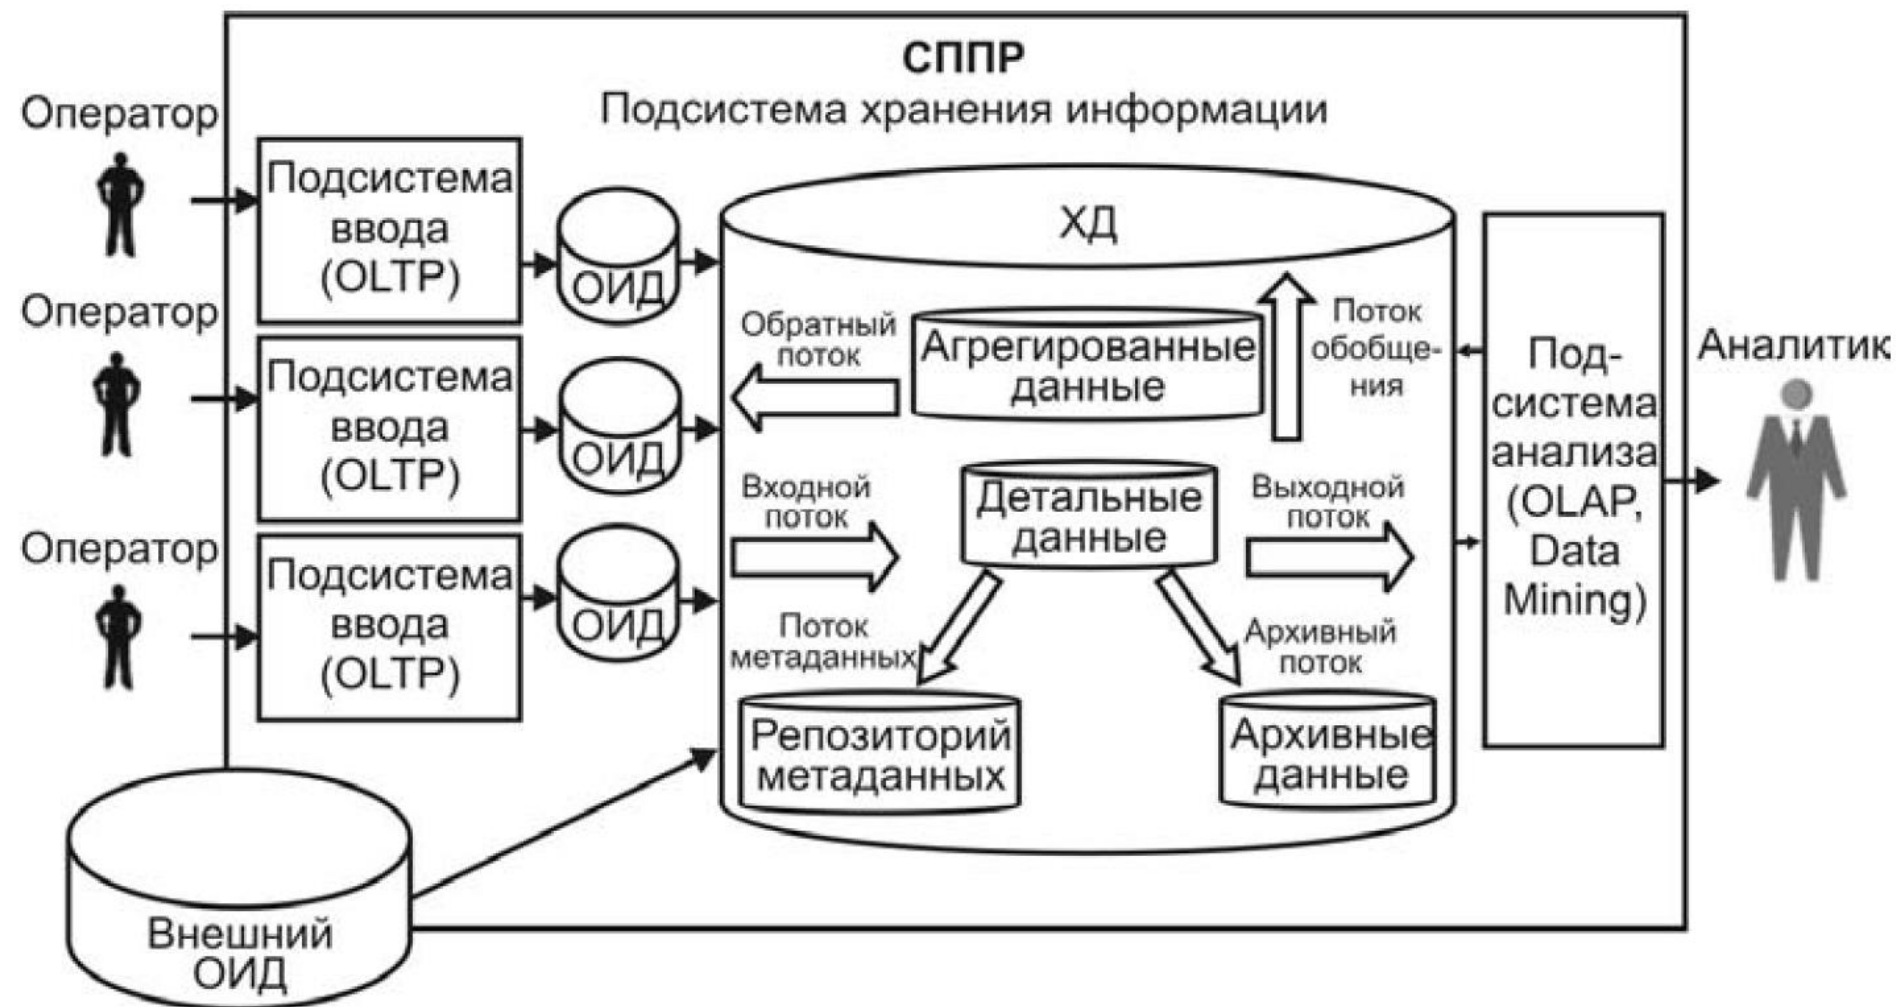 СППР
Подсистема хранения информации
Оператор
Подсистема
ввода
(OLTP)
ОИД
Оператор
Подсистема
ввода
(OLTP)
ОИД
Оператор
Подсистема
ввода
(OLTP)
ОИД
Внешний
ОИД
ХД
Обратный
поток
Агрегированные
данные
Поток
обобще-
ния
Входной
поток
Детальные
данные
Выходной
поток
Поток
метаданных
Архивный
поток
Репозиторий
метаданных
Архивные
данные
Под-
система
анализа
(OLAP,
Data
Mining)
Аналитик